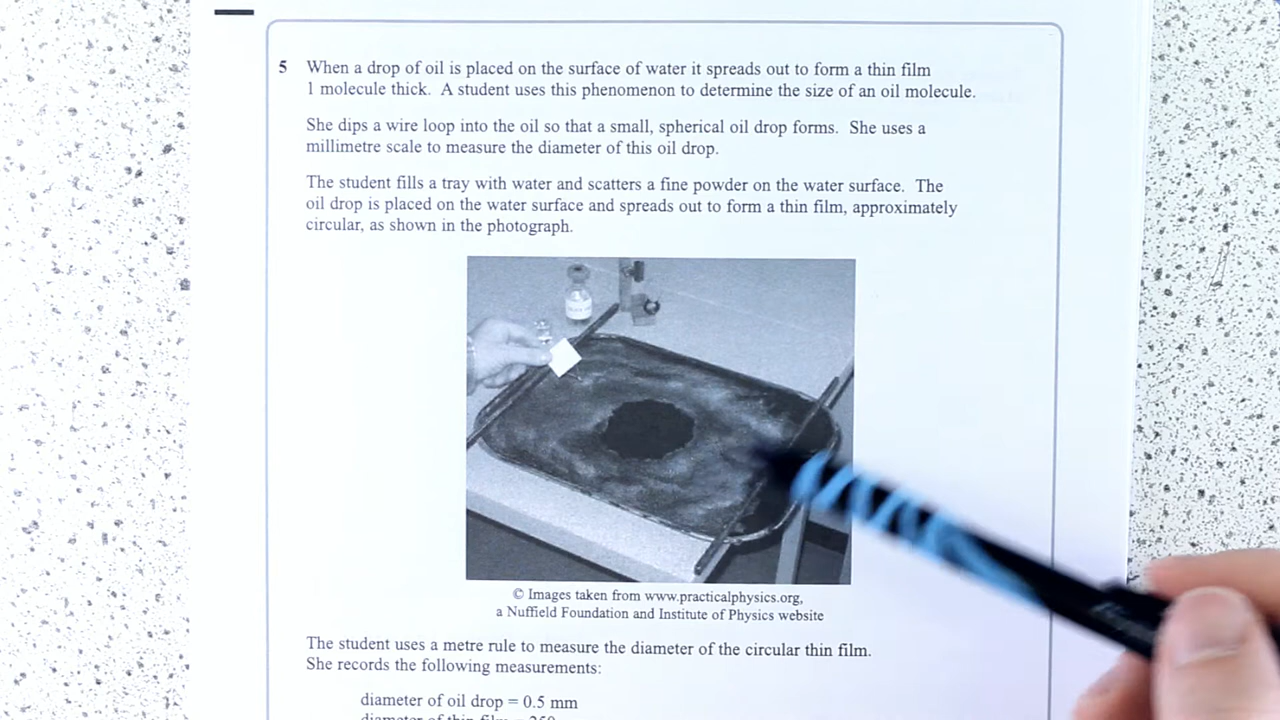 5 When a drop of oil is placed on the surface of water it spreads out to form a thin film
1 molecule thick. A student uses this phenomenon to determine the size of an oil molecule.
She dips a wire loop into the oil so that a small, spherical oil drop forms. She uses a
millimetre scale to measure the diameter of this oil drop.
The student fills a tray with water and scatters a fine powder on the water surface. The
oil drop is placed on the water surface and spreads out to form a thin film, approximately
circular, as shown in the photograph.
© Images taken from www.practicalphysics.org,
a Nuffield Foundation and Institute of Physics website
The student uses a metre rule to measure the diameter of the circular thin film.
She records the following measurements:
diameter of oil drop = 0.5 mm
diameter of thin film = 250